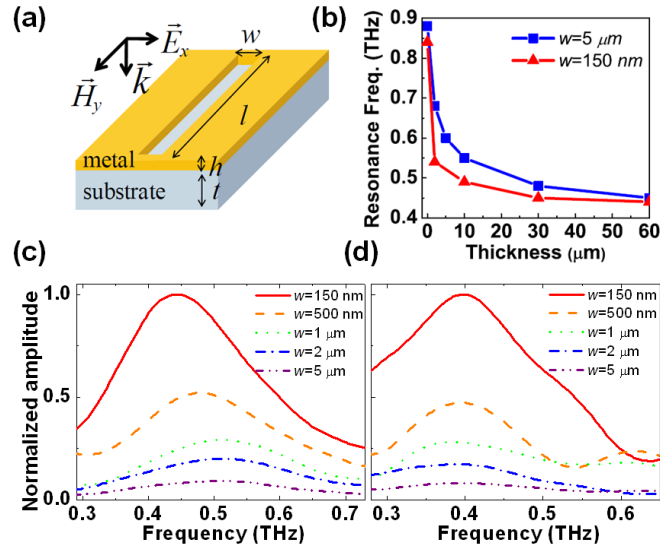 (a)
E⃗x
w
k⃗
H⃗y
l
metal
h
substrate
t
(b)
Resonance Freq. (THz)
0.9
0.8
0.7
0.6
0.5
0.4
w=5 μm
w=150 nm
0 10 20 30 40 50 60
Thickness (μm)
(c)
Normalized amplitude
1.0
0.5
0.0
w=150 nm
w=500 nm
w=1 μm
w=2 μm
w=5 μm
0.3 0.4 0.5 0.6 0.7
Frequency (THz)
(d)
w=150 nm
w=500 nm
w=1 μm
w=2 μm
w=5 μm
0.3 0.4 0.5 0.6
Frequency (THz)